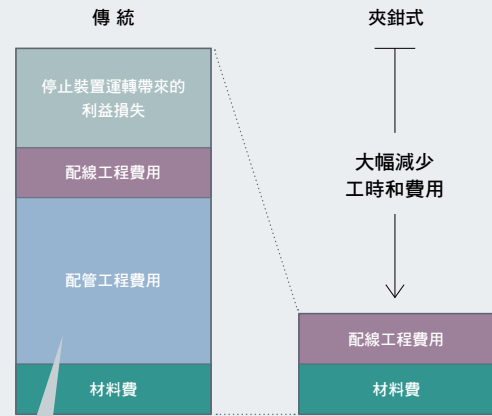 傳統
夾鉗式
停止裝置運轉帶來的
利益損失
配線工程費用
配管工程費用
材料費
大幅減少
工時和費用
配線工程費用
材料費